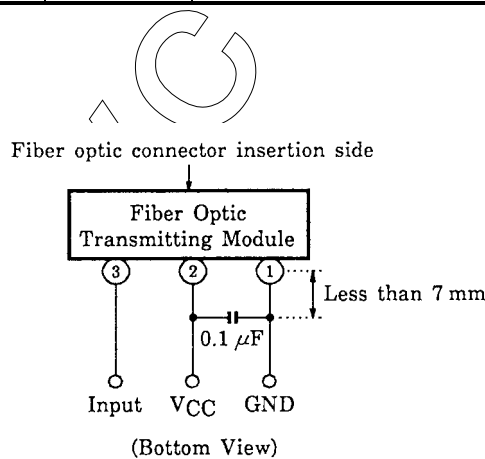 Fiber optic connector insertion side
Fiber Optic
Transmitting Module
3 2 1
Less than 7 mm
0.1 μF
Input VCC GND
(Bottom View)